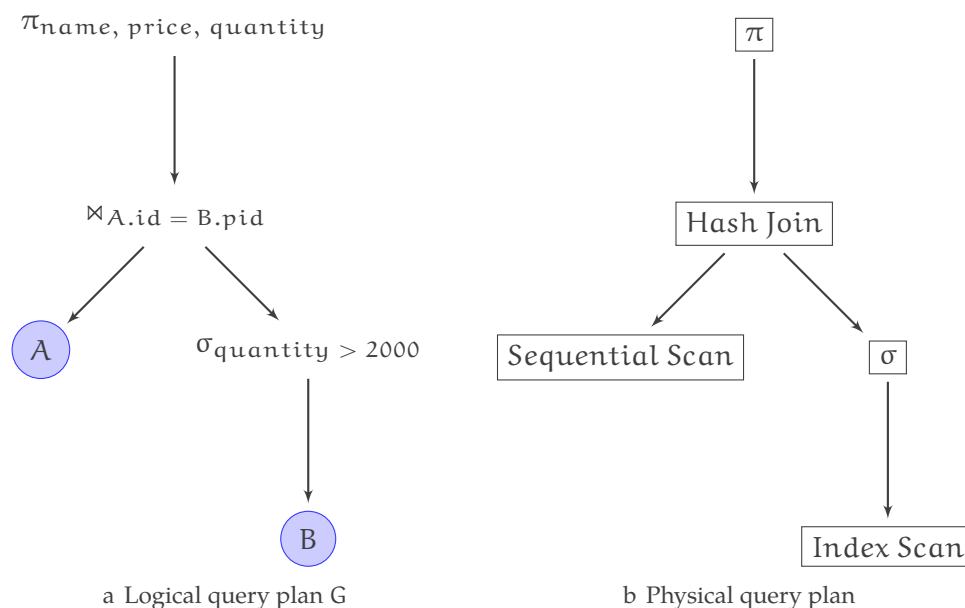 π name, price, quantity
⋈ A.id = B.pid
A
σ quantity > 2000
B
a Logical query plan G
π
Hash Join
Sequential Scan
σ
Index Scan
b Physical query plan